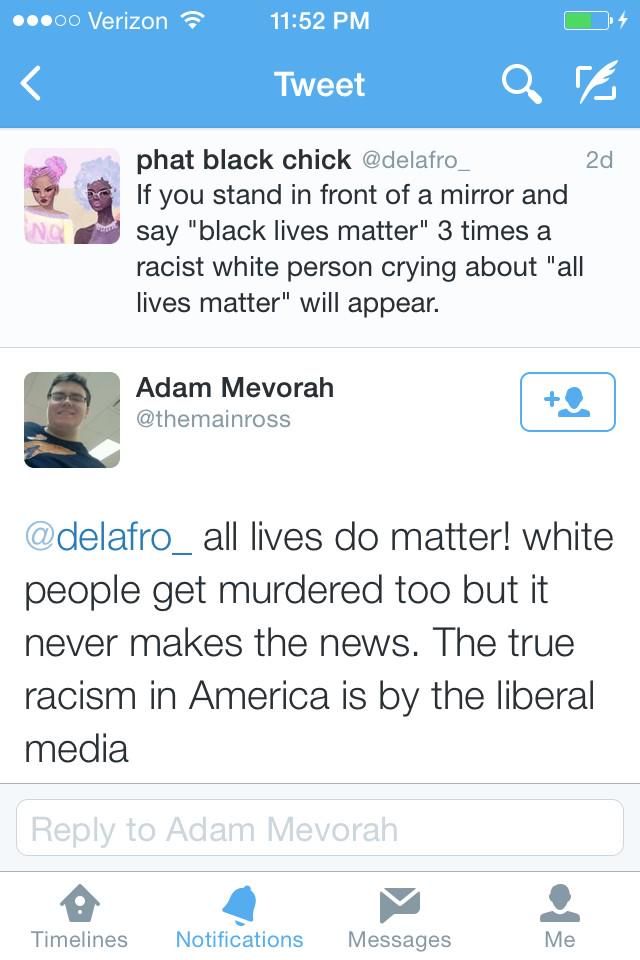 Verizon 11:52 PM
Tweet
phat black chick @delafro_ 2d
If you stand in front of a mirror and
say "black lives matter" 3 times a
racist white person crying about "all
lives matter" will appear.
NO
Adam Mevorah
@themainross
@delafro_ all lives do matter! white
people get murdered too but it
never makes the news. The true
racism in America is by the liberal
media
Reply to Adam Mevorah
Timelines Notifications Messages Me